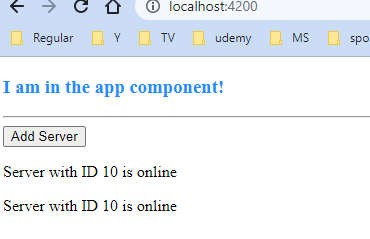 localhost:4200
Regular Y TV udemy MS spo
I am in the app component!
Add Server
Server with ID 10 is online
Server with ID 10 is online